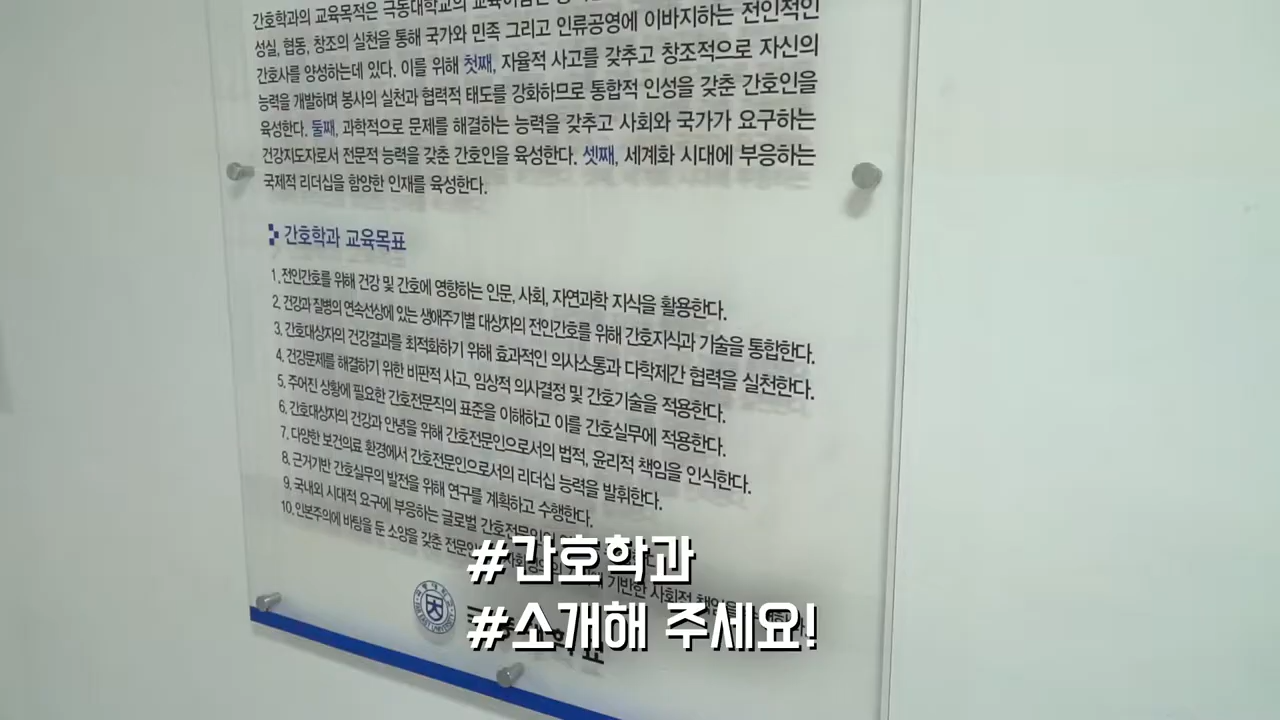 간호학과의 교육목적은 극동대학교의
성실, 협동, 창조의 실천을 통해 국가와 민족 그리고 인류공영에 이바지하는 전인적인
간호사를 양성하는데 있다. 이를 위해 첫째, 자율적 사고를 갖추고 창조적으로 자신의
능력을 개발하며 봉사의 실천과 협력적 태도를 강화하므로 통합적 인성을 갖춘 간호인을
육성한다. 둘째, 과학적으로 문제를 해결하는 능력을 갖추고 사회와 국가가 요구하는
건강지도자로서 전문적 능력을 갖춘 간호인을 육성한다. 셋째, 세계화 시대에 부응하는
국제적 리더십을 함양한 인재를 육성한다.
간호학과 교육목표
1. 전인간호를 위해 건강 및 간호에 영향하는 인문, 사회, 자연과학 지식을 활용한다.
2. 건강과 질병의 연속선상에 있는 생애주기별 대상자의 전인간호를 위해 간호지식과 기술을 통합한다.
3. 간호대상자의 건강결과를 최적화하기 위해 효과적인 의사소통과 다학제간 협력을 실천한다.
4. 건강문제를 해결하기 위한 비판적 사고, 임상적 의사결정 및 간호기술을 적용한다.
5. 주어진 상황에 필요한 간호전문직의 표준을 이해하고 이를 간호실무에 적용한다.
6. 간호대상자의 건강과 안녕을 위해 간호전문인으로서의 법적, 윤리적 책임을 인식한다.
7. 다양한 보건의료 환경에서 간호전문인으로서의 리더십 능력을 발휘한다.
8. 근거기반 간호실무의 발전을 위해 연구를 계획하고 수행한다.
9. 국내외 시대적 요구에 부응하는 글로벌
10. 인본주의에 바탕을 둔 소양을 갖춘 기반한 사회적
#간호학과
#소개해 주세요!